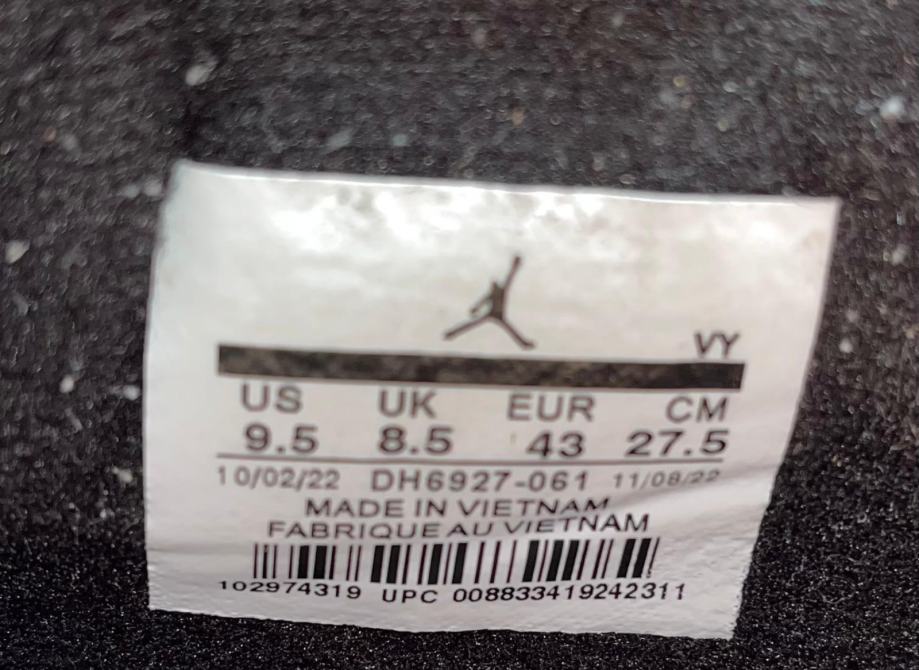 VY
US UK EUR CM
9.5 8.5 43 27.5
10/02/22 DH6927-061 11/08/22
MADE IN VIETNAM
FABRIQUE AU VIETNAM
102974319 UPC 008833419242311